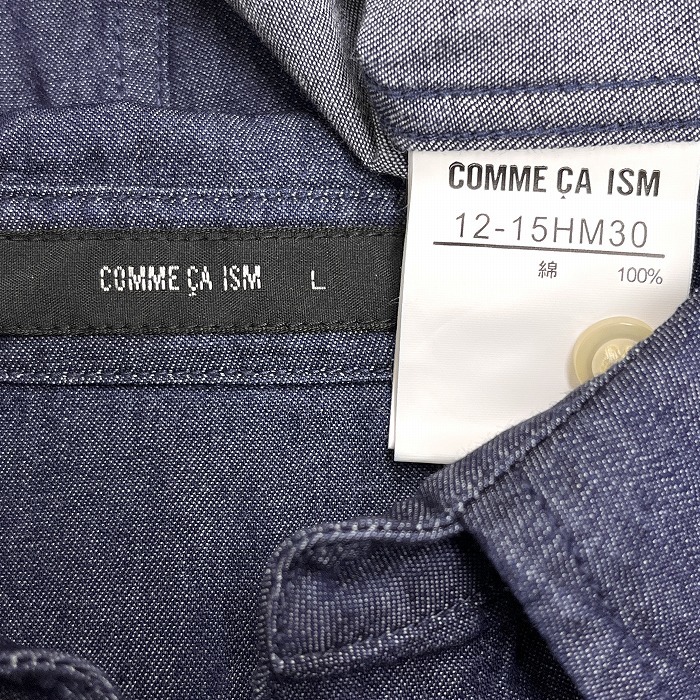 COMME ÇA ISM L
COMME ÇA ISM
12-15HM30
綿 100%